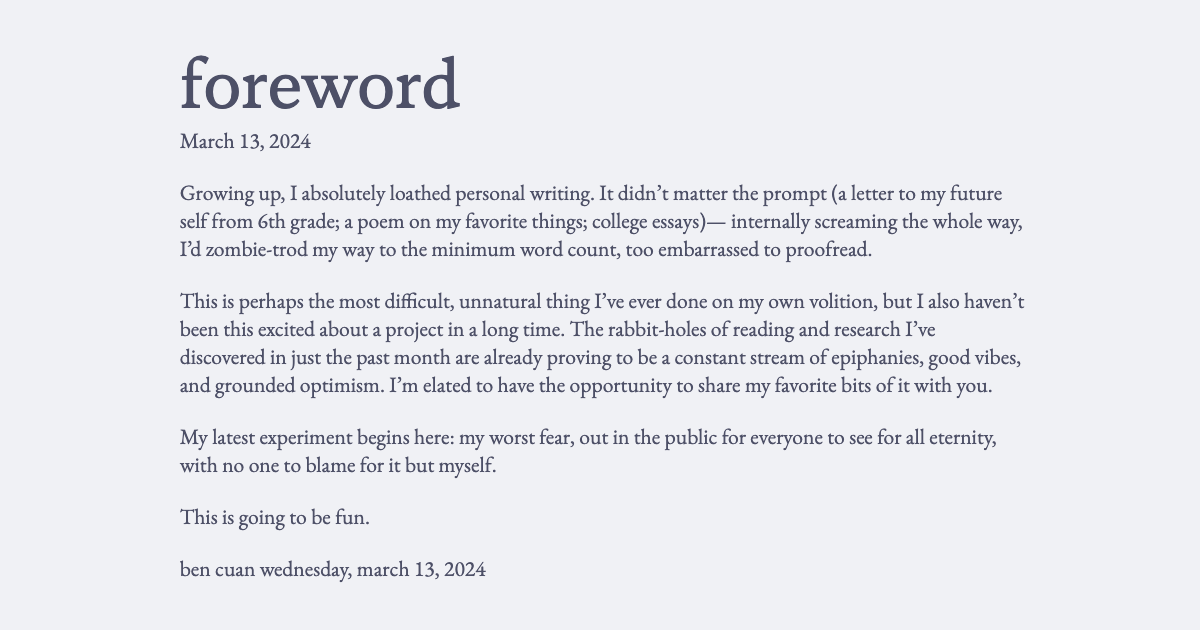 foreword
March 13, 2024
Growing up, I absolutely loathed personal writing. It didn’t matter the prompt (a letter to my future
self from 6th grade; a poem on my favorite things; college essays)— internally screaming the whole way,
I’d zombie-trod my way to the minimum word count, too embarrassed to proofread.
This is perhaps the most difficult, unnatural thing I’ve ever done on my own volition, but I also haven’t
been this excited about a project in a long time. The rabbit-holes of reading and research I’ve
discovered in just the past month are already proving to be a constant stream of epiphanies, good vibes,
and grounded optimism. I’m elated to have the opportunity to share my favorite bits of it with you.
My latest experiment begins here: my worst fear, out in the public for everyone to see for all eternity,
with no one to blame for it but myself.
This is going to be fun.
ben cuan wednesday, march 13, 2024